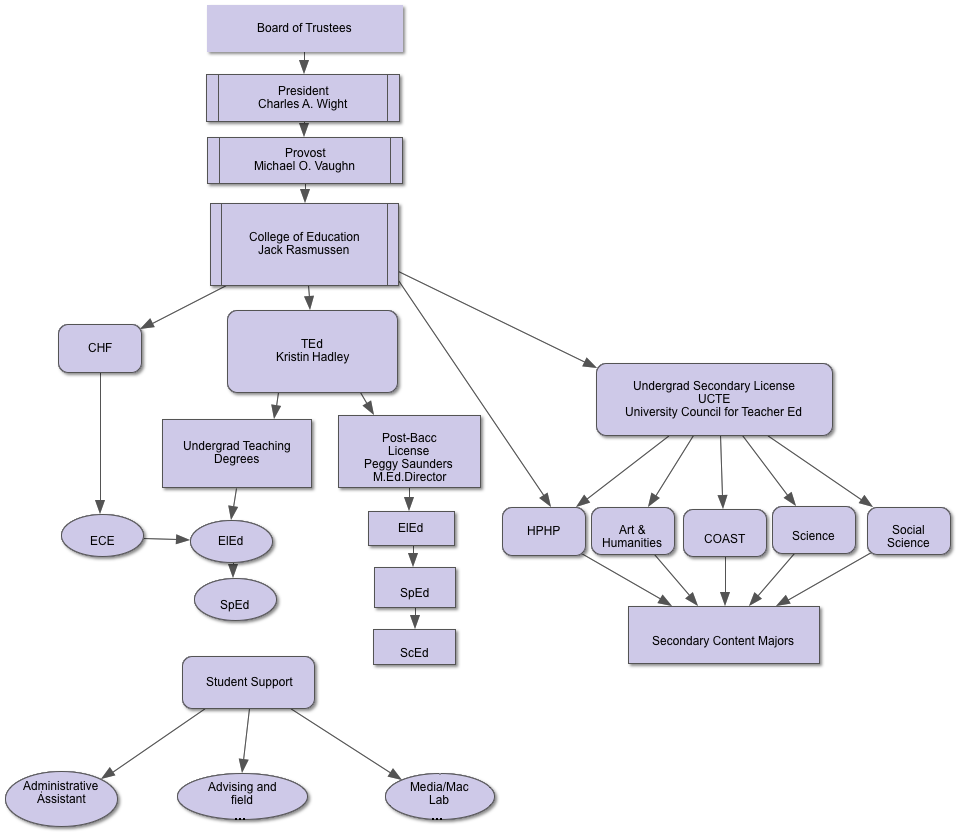 Board of Trustees
President
Charles A. Wight
Provost
Michael O. Vaughn
College of Education
Jack Rasmussen
CHF
TEd
Kristin Hadley
Undergrad Secondary License
UCTE
University Council for Teacher Ed
Undergrad Teaching
Degrees
Post-Bacc
License
Peggy Saunders
M.Ed.Director
ECE
ElEd
SpEd
ElEd
SpEd
ScEd
HPHP
Art &
Humanities
COAST
Science
Social
Science
Secondary Content Majors
Student Support
Administrative
Assistant
Advising and
field
...
Media/Mac
Lab
...